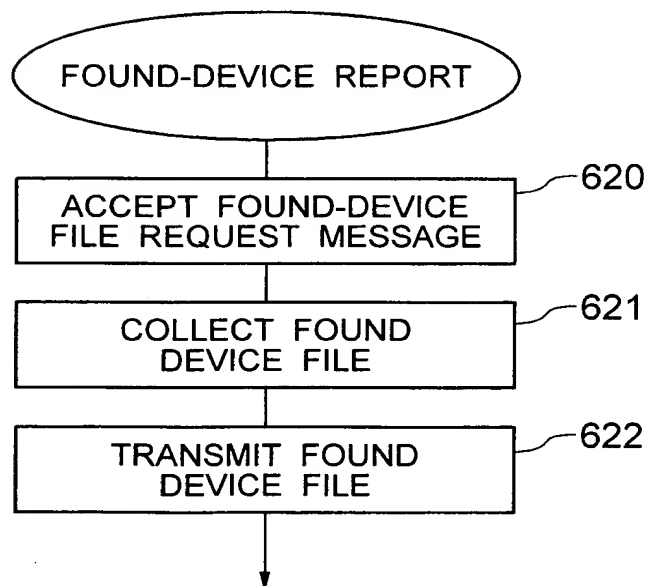 FOUND-DEVICE REPORT
620
ACCEPT FOUND-DEVICE
FILE REQUEST MESSAGE
621
COLLECT FOUND
DEVICE FILE
622
TRANSMIT FOUND
DEVICE FILE